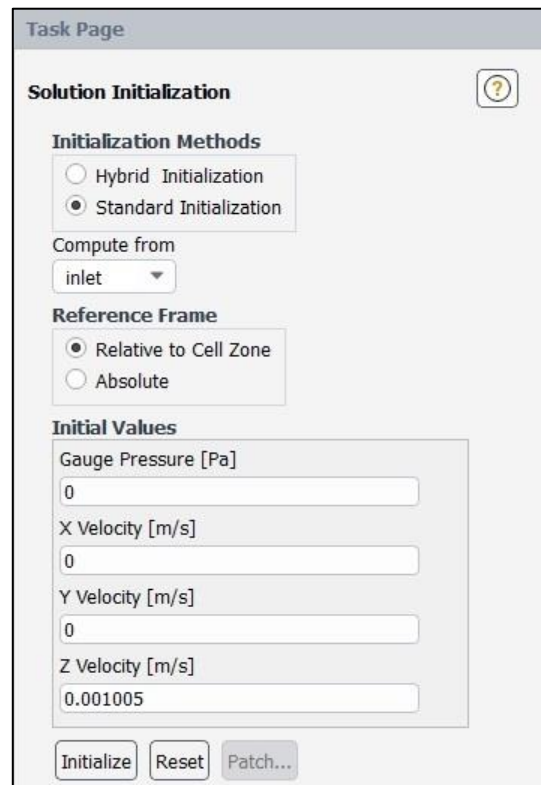 Task Page
Solution Initialization
?
Initialization Methods
Hybrid Initialization
Standard Initialization
Compute from
inlet
Reference Frame
Relative to Cell Zone
Absolute
Initial Values
Gauge Pressure [Pa]
0
X Velocity [m/s]
0
Y Velocity [m/s]
0
Z Velocity [m/s]
0.001005
Initialize Reset Patch...